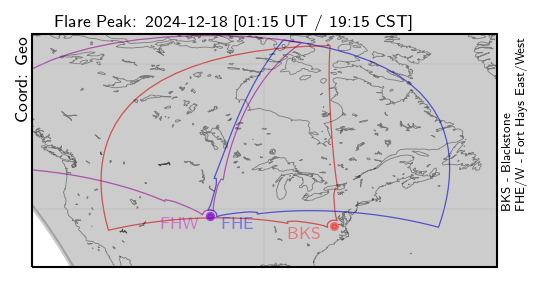 Flare Peak: 2024-12-18 [01:15 UT / 19:15 CST]
Coord: Geo
FHW
FHE
BKS
BKS - Blackstone
FHE/W - Fort Hays East/West